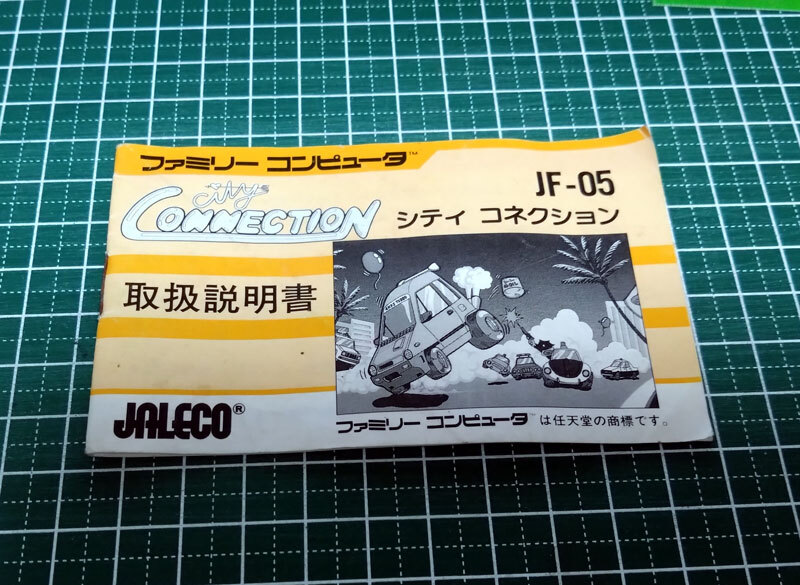 ファミリー コンピュータ™
JF-05
City
CONNECTION
シティ コネクション
取扱説明書
JALECO®
ファミリー コンピュータ™は任天堂の商標です。